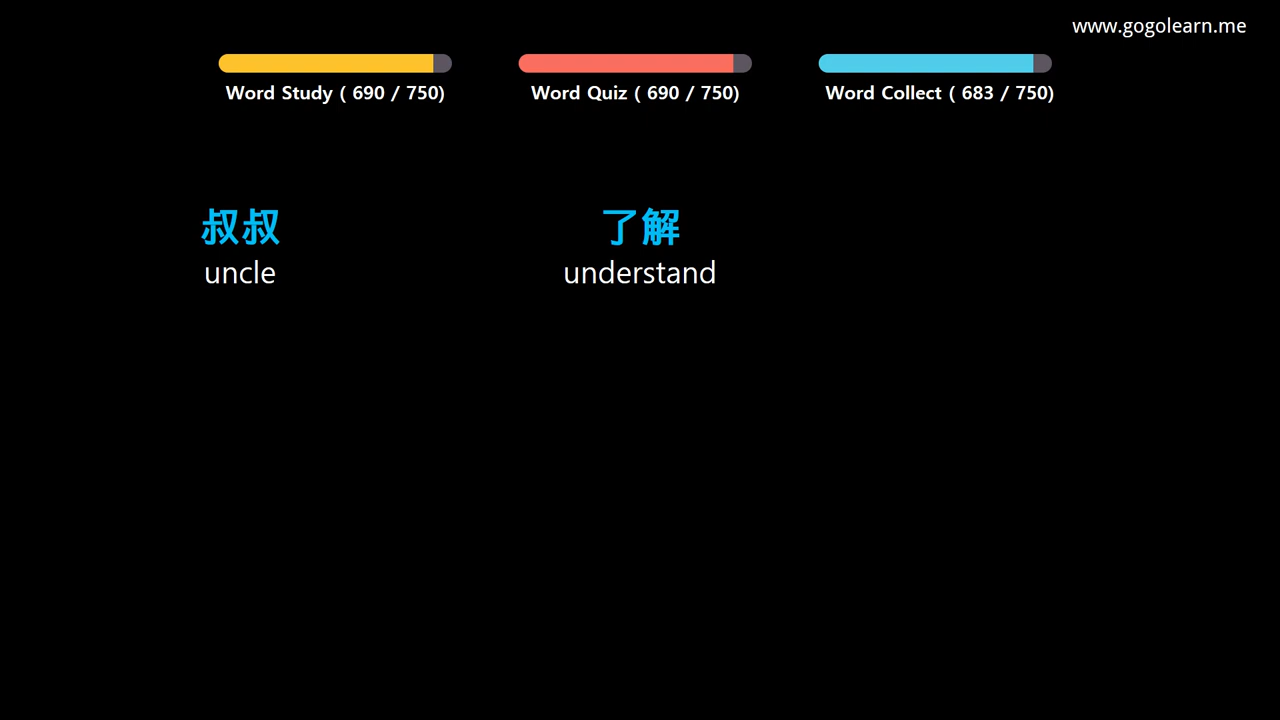 www.gogolearn.me
Word Study ( 690 / 750)
Word Quiz ( 690 / 750)
Word Collect ( 683 / 750)
叔叔
uncle
了解
understand